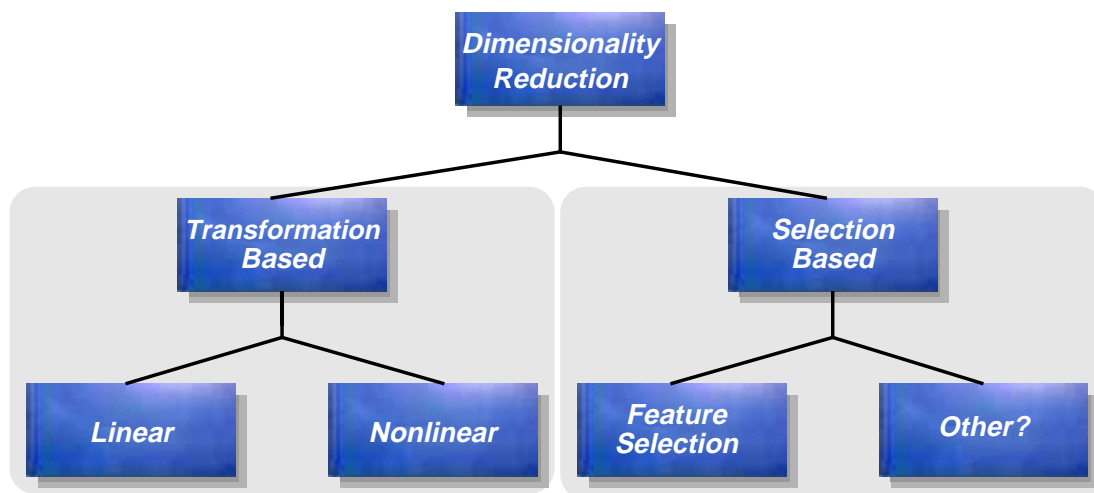 Dimensionality
Reduction
Transformation
Based
Selection
Based
Linear
Nonlinear
Feature
Selection
Other?